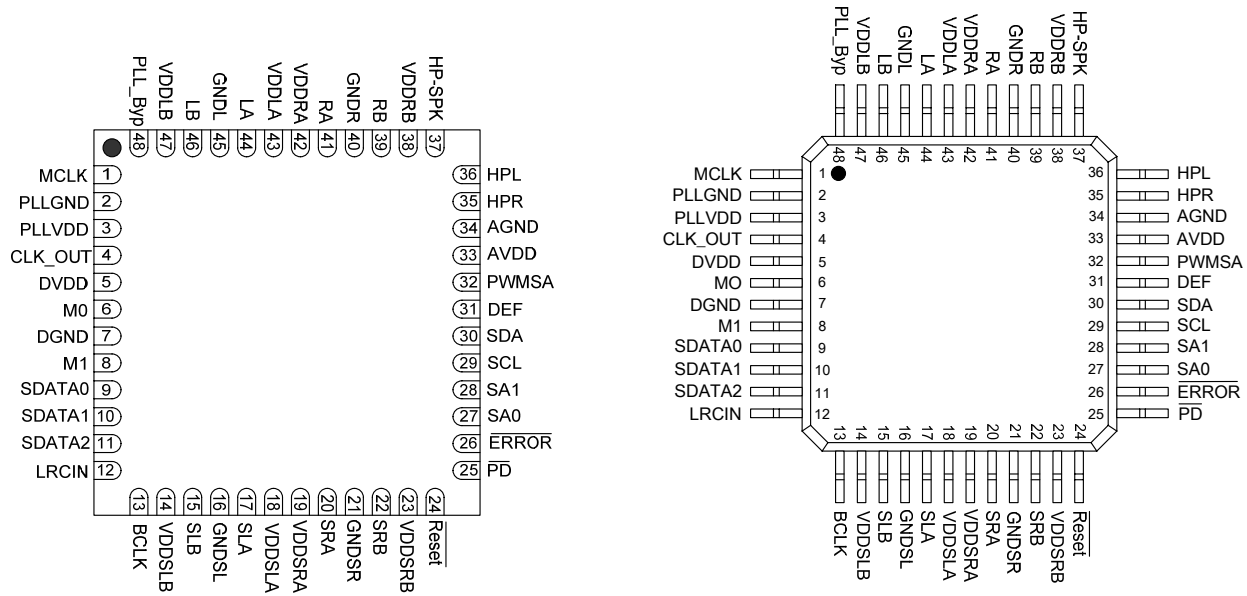 PLL_Byp VDDLB LB GNDL LA VDDLA VDDRA RA GNDR RB VDDRB HP-SPK
48 47 46 45 44 43 42 41 40 39 38 37
MCLK 1 36 HPL
PLLGND 2 35 HPR
PLLVDD 3 34 AGND
CLK_OUT 4 33 AVDD
DVDD 5 32 PWMSA
M0 6 31 DEF
DGND 7 30 SDA
M1 8 29 SCL
SDATA0 9 28 SA1
SDATA1 10 27 SA0
SDATA2 11 26 ERROR
LRCIN 12 25 PD
13 14 15 16 17 18 19 20 21 22 23 24
BCLK VDDSLB SLB GNDSL SLA VDDSLA VDDSRA SRA GNDSR SRB VDDSRB Reset
PLL_Byp VDDLB LB GNDL LA VDDLA VDDRA RA GNDR RB VDDRB HP-SPK
48 47 46 45 44 43 42 41 40 39 38 37
MCLK 1 36 HPL
PLLGND 2 35 HPR
PLLVDD 3 34 AGND
CLK_OUT 4 33 AVDD
DVDD 5 32 PWMSA
MO 6 31 DEF
DGND 7 30 SDA
M1 8 29 SCL
SDATA0 9 28 SA1
SDATA1 10 27 SA0
SDATA2 11 26 ERROR
LRCIN 12 25 PD
13 14 15 16 17 18 19 20 21 22 23 24
BCLK VDDSLB SLB GNDSL SLA VDDSLA VDDSRA SRA GNDSR SRB VDDSRB Reset